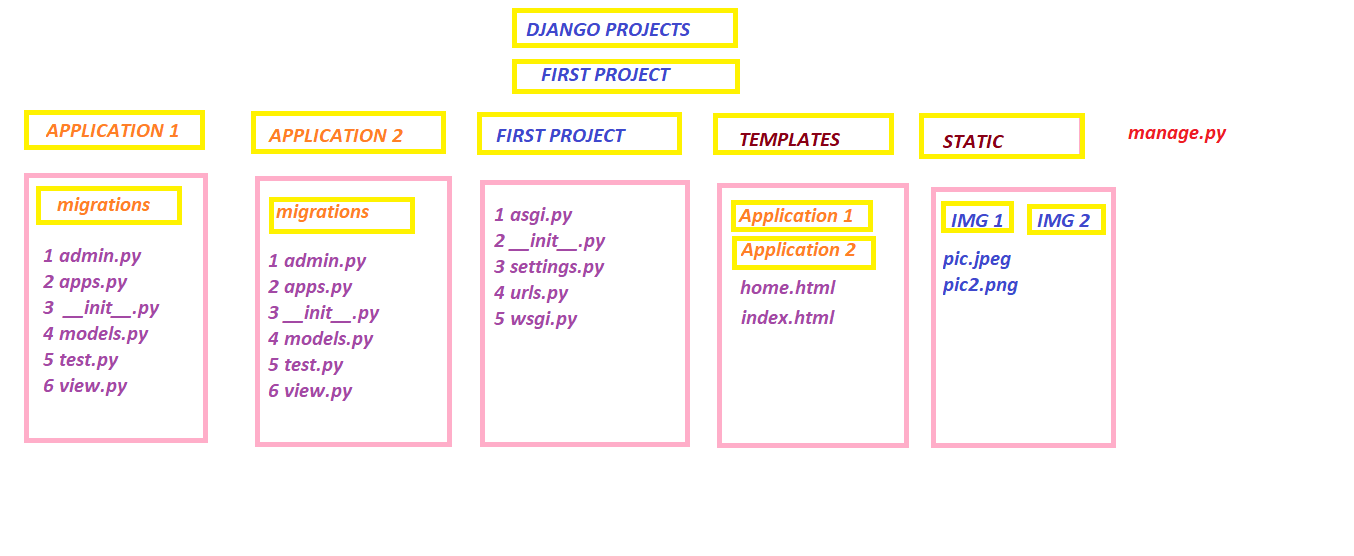 DJANGO PROJECTS
FIRST PROJECT
APPLICATION 1
APPLICATION 2
FIRST PROJECT
TEMPLATES
STATIC
manage.py
migrations
1 admin.py
2 apps.py
3 __init__.py
4 models.py
5 test.py
6 view.py
migrations
1 admin.py
2 apps.py
3 __init__.py
4 models.py
5 test.py
6 view.py
1 asgi.py
2 __init__.py
3 settings.py
4 urls.py
5 wsgi.py
Application 1
Application 2
home.html
index.html
IMG 1
IMG 2
pic.jpeg
pic2.png